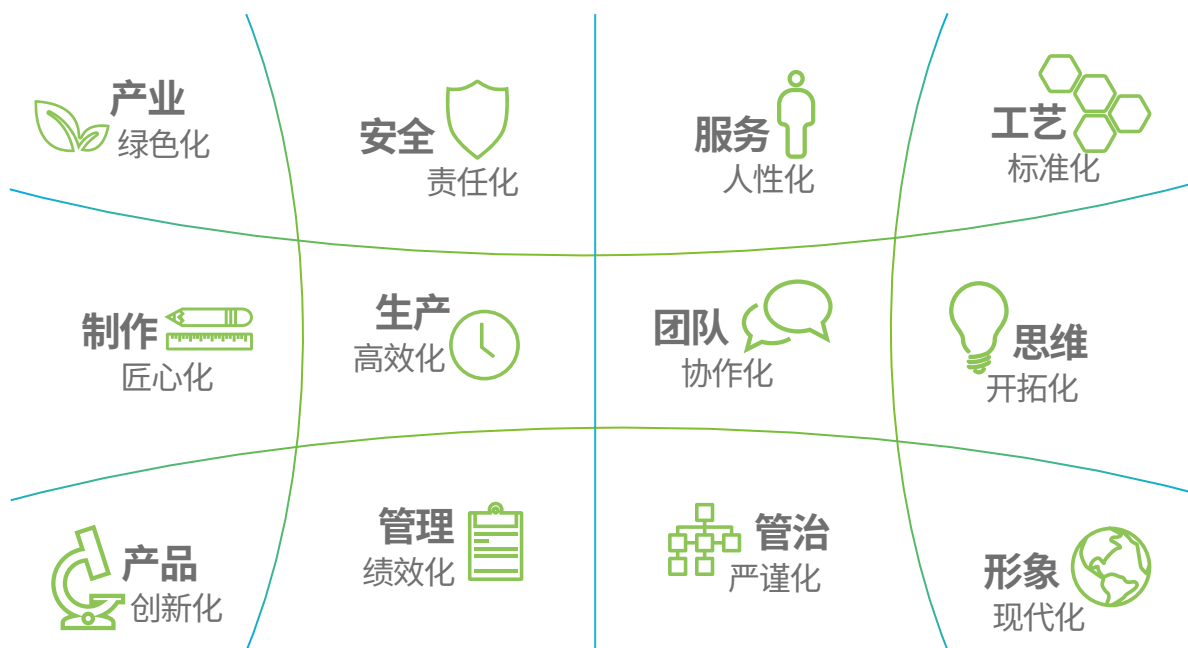 产业
绿色化
安全
责任化
服务
人性化
工艺
标准化
制作
匠心化
生产
高效化
团队
协作化
思维
开拓化
产品
创新化
管理
绩效化
管治
严谨化
形象
现代化